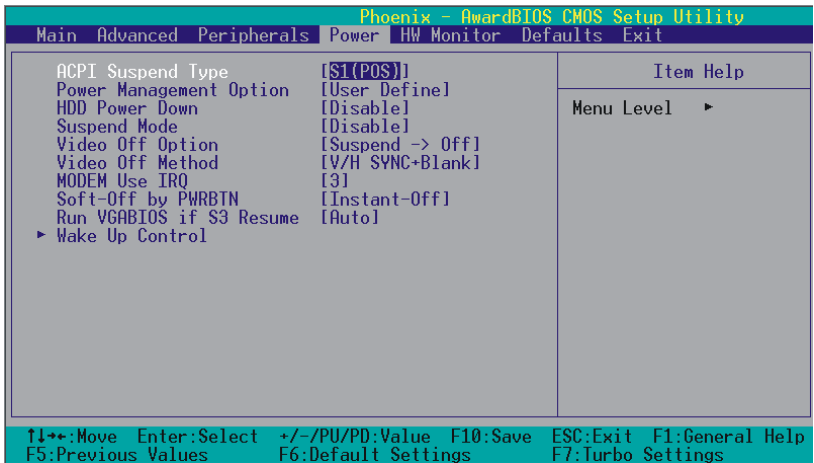 Phoenix - AwardBIOS CMOS Setup Utility
Main Advanced Peripherals Power HW Monitor Defaults Exit
ACPI Suspend Type [S1(POS)]
Power Management Option [User Define]
HDD Power Down [Disable]
Suspend Mode [Disable]
Video Off Option [Suspend -> Off]
Video Off Method [V/H SYNC+Blank]
MODEM Use IRQ [3]
Soft-Off by PWRBTN [Instant-Off]
Run VGABIOS if S3 Resume [Auto]
► Wake Up Control
Item Help
Menu Level ►
↑↓→←:Move Enter:Select +/-/PU/PD:Value F10:Save ESC:Exit F1:General Help
F5:Previous Values F6:Default Settings F7:Turbo Settings